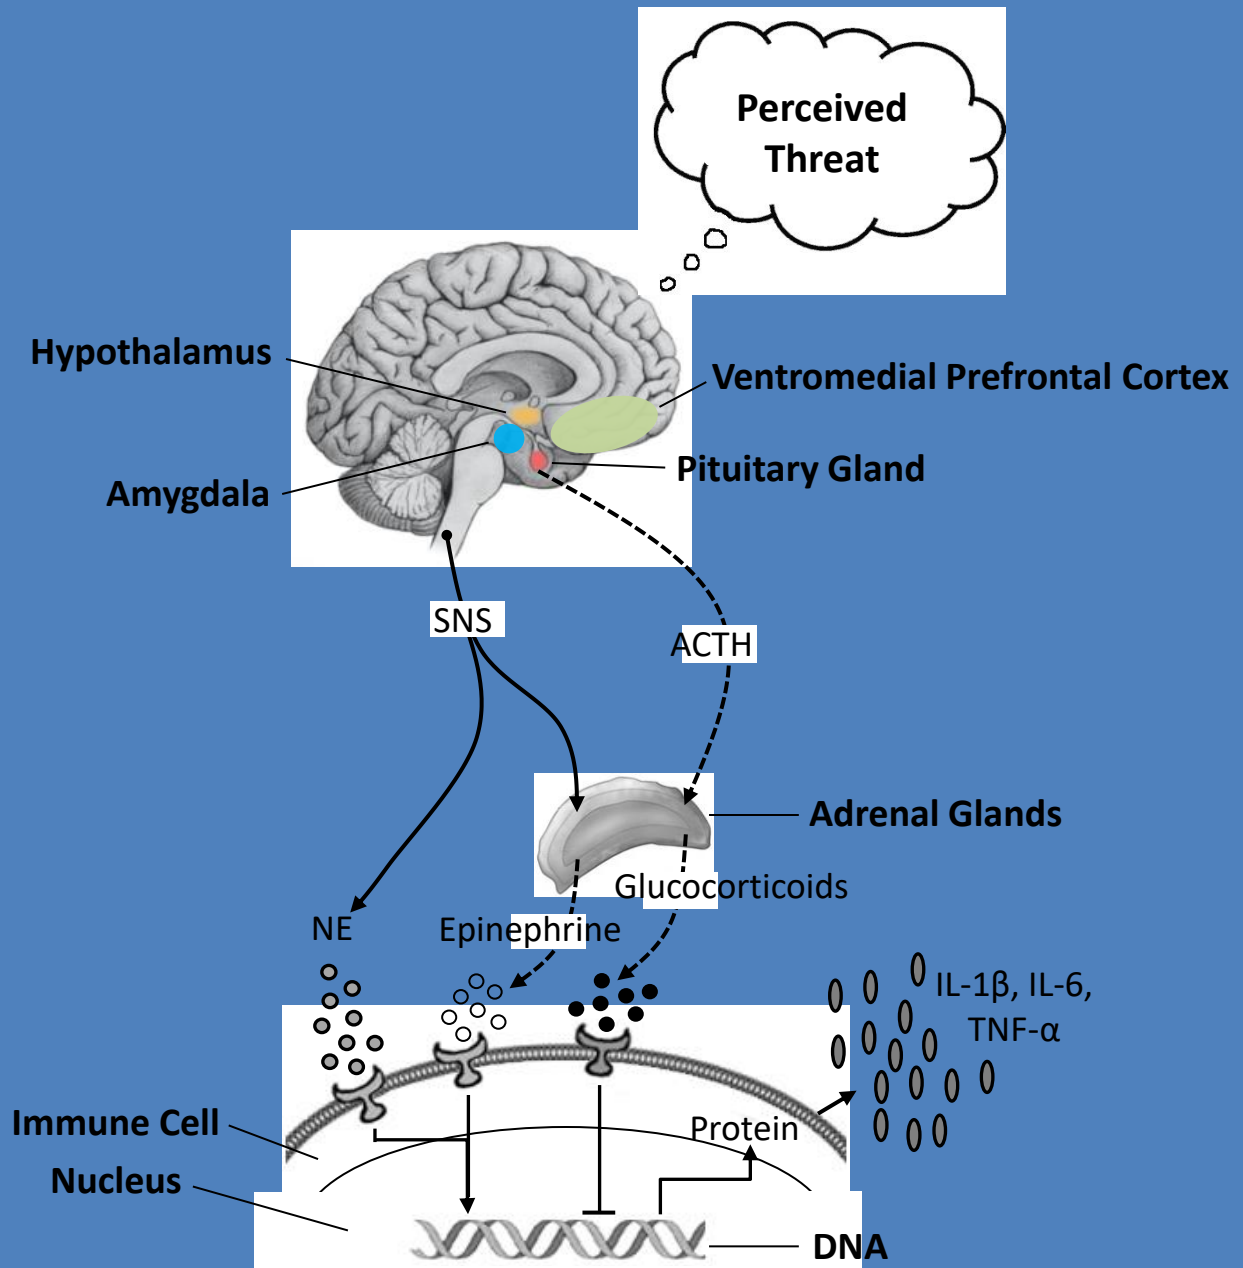 Perceived
Threat
Hypothalamus
Ventromedial Prefrontal Cortex
Pituitary Gland
Amygdala
SNS
ACTH
Adrenal Glands
Glucocorticoids
NE
Epinephrine
IL-1β, IL-6,
TNF-α
Immune Cell
Protein
Nucleus
DNA